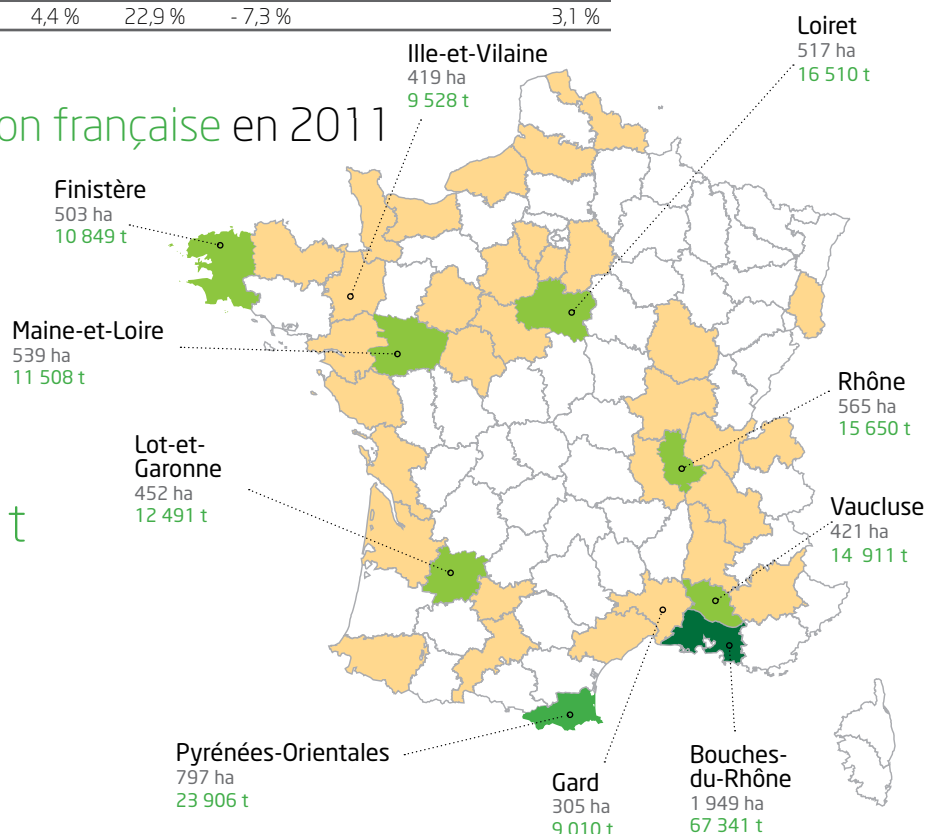 4,4 % 22,9 % - 7,3 % 3,1 %
Loiret
517 ha
16 510 t
Ille-et-Vilaine
419 ha
9 528 t
on française en 2011
Finistère
503 ha
10 849 t
Maine-et-Loire
539 ha
11 508 t
Rhône
565 ha
15 650 t
Lot-et-
Garonne
452 ha
12 491 t
Vaucluse
421 ha
14 911 t
t
Pyrénées-Orientales
797 ha
23 906 t
Gard
305 ha
9 010 t
Bouches-
du-Rhône
1 949 ha
67 341 t